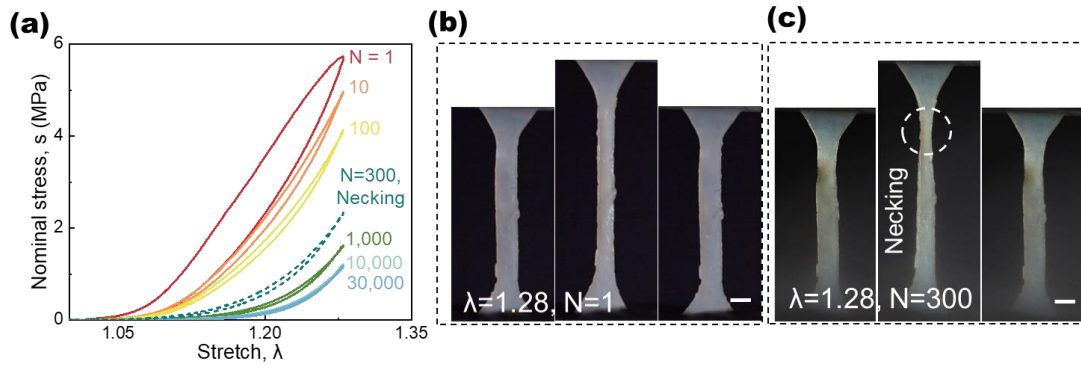 (a)
Nominal stress, s (MPa)
6
4
2
0
1.05
1.20
1.35
Stretch, λ
N = 1
10
100
N=300,
Necking
1,000
10,000
30,000
(b)
λ=1.28, N=1
(c)
Necking
λ=1.28, N=300